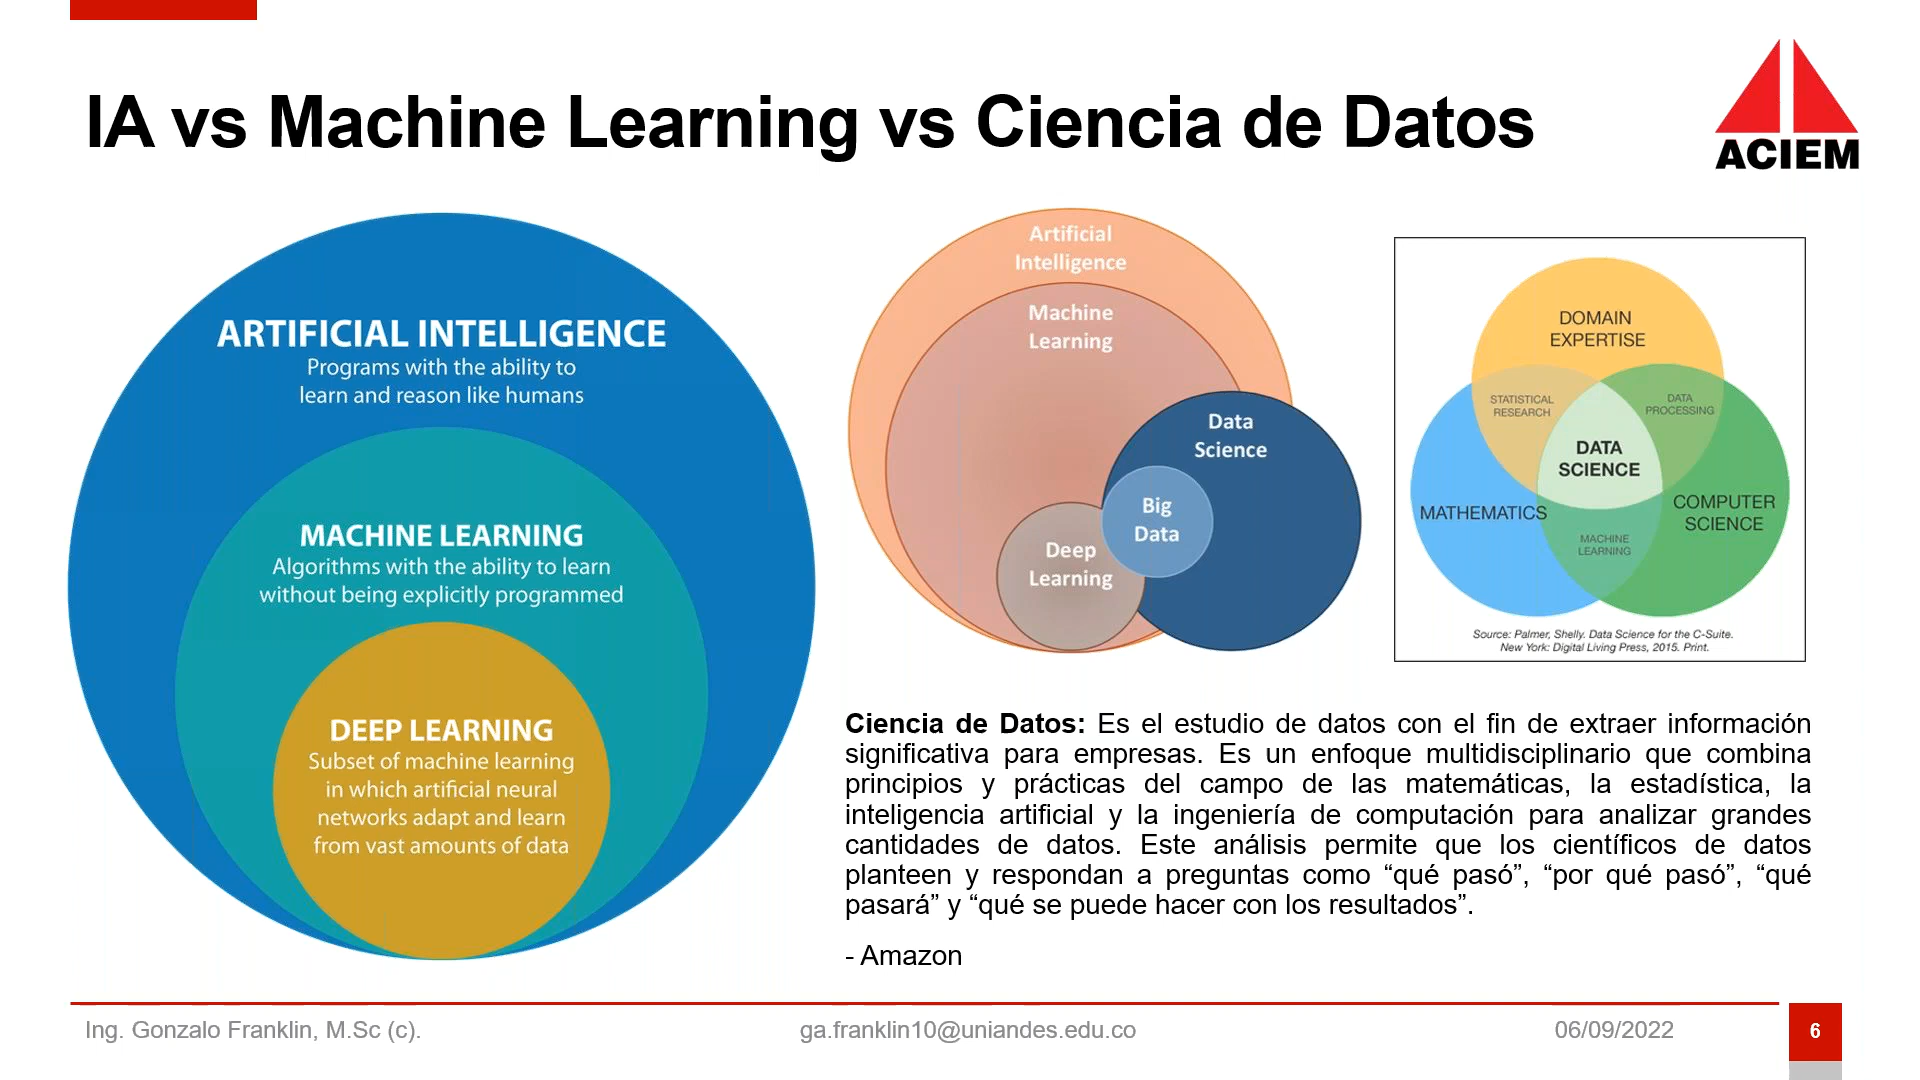 IA vs Machine Learning vs Ciencia de Datos
ACIEM
ARTIFICIAL INTELLIGENCE
Programs with the ability to
learn and reason like humans
MACHINE LEARNING
Algorithms with the ability to learn
without being explicitly programmed
DEEP LEARNING
Subset of machine learning
in which artificial neural
networks adapt and learn
from vast amounts of data
Artificial
Intelligence
Machine
Learning
Data
Science
Big
Data
Deep
Learning
DOMAIN
EXPERTISE
STATISTICAL
RESEARCH
DATA
PROCESSING
DATA
SCIENCE
MATHEMATICS
COMPUTER
SCIENCE
MACHINE
LEARNING
Source: Palmer, Shelly. Data Science for the C-Suite.
New York: Digital Living Press, 2015. Print.
Ciencia de Datos: Es el estudio de datos con el fin de extraer información
significativa para empresas. Es un enfoque multidisciplinario que combina
principios y prácticas del campo de las matemáticas, la estadística, la
inteligencia artificial y la ingeniería de computación para analizar grandes
cantidades de datos. Este análisis permite que los científicos de datos
planteen y respondan a preguntas como “qué pasó”, “por qué pasó”, “qué
pasará” y “qué se puede hacer con los resultados”.
- Amazon
Ing. Gonzalo Franklin, M.Sc (c).
ga.franklin10@uniandes.edu.co
06/09/2022
6